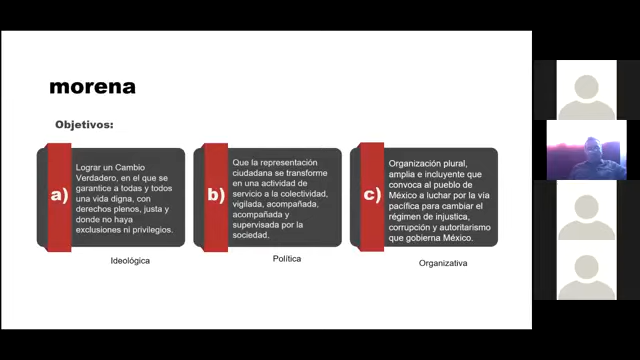 morena
Objetivos:
a)
Lograr un Cambio
Verdadero, en el que se
garantice a todas y todos
una vida digna, con
derechos plenos, justa y
donde no haya
exclusiones ni privilegios.
Ideológica
b)
Que la representación
ciudadana se transforme
en una actividad de
servicio a la colectividad,
vigilada, acompañada,
acompañada y
supervisada por la
sociedad,
Política
c)
Organización plural,
amplia e incluyente que
convoca al pueblo de
México a luchar por la vía
pacífica para cambiar el
régimen de injustica,
corrupción y autoritarismo
que gobierna México.
Organizativa